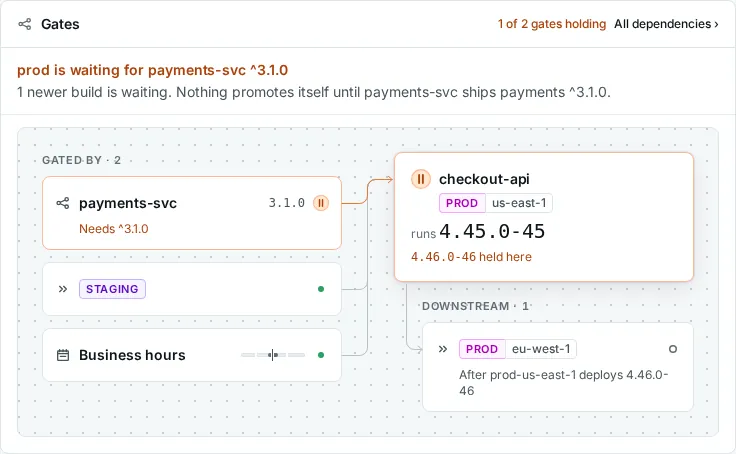 Gates
1 of 2 gates holding All dependencies ›
prod is waiting for payments-svc ^3.1.0
1 newer build is waiting. Nothing promotes itself until payments-svc ships payments ^3.1.0.
GATED BY · 2
payments-svc 3.1.0
Needs ^3.1.0
STAGING
Business hours
checkout-api
PROD us-east-1
runs 4.45.0-45
4.46.0-46 held here
DOWNSTREAM · 1
PROD eu-west-1
After prod-us-east-1 deploys 4.46.0-
46